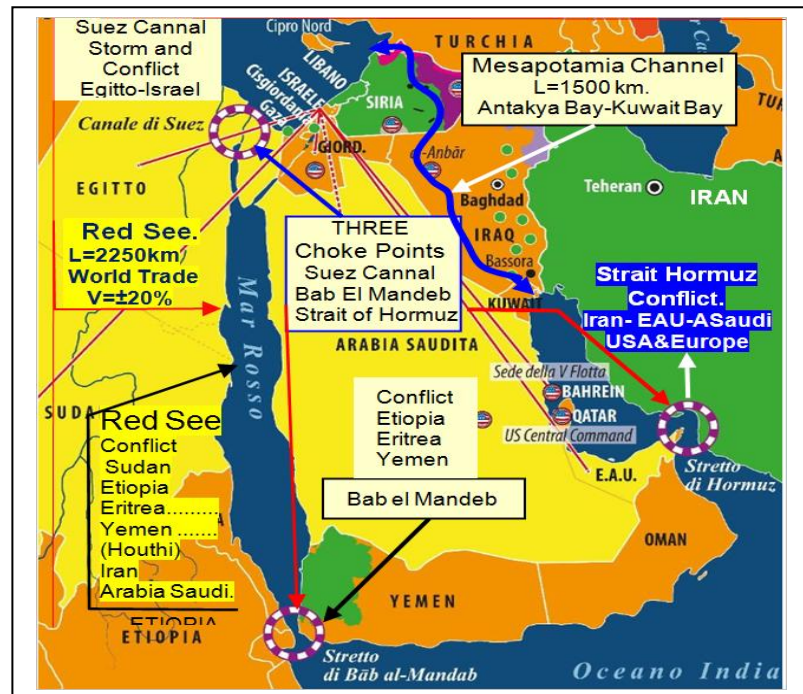 Suez Cannal
Storm and
Conflict
Egitto-Israel
Cipro Nord
TURCHIA
LIBANO
ISRAELE
Cisgiordania
Gaza
SIRIA
GIORD.
Mesapotamia Channel
L=1500 km.
Antakya Bay-Kuwait Bay
Canale di Suez
al-Anbār
EGITTO
Baghdad
Teheran
IRAN
IRAQ
Bassora
KUWAIT
Red See.
L=2250km
World Trade
V=±20%
THREE
Choke Points
Suez Cannal
Bab El Mandeb
Strait of Hormuz
Strait Hormuz
Conflict.
Iran- EAU-ASaudi
USA&Europe
Mar Rosso
ARABIA SAUDITA
Sede della V Flotta
BAHREIN
QATAR
US Central Command
E.A.U.
Stretto
di Hormuz
SUDA
Red See
Conflict
Sudan
Etiopia
Eritrea.........
Yemen .......
(Houthi)
Iran
Arabia Saudi.
Conflict
Etiopia
Eritrea
Yemen
Bab el Mandeb
OMAN
YEMEN
ETIOPIA
ETIOPIA
Stretto
di Bāb al-Mandab
Oceano India